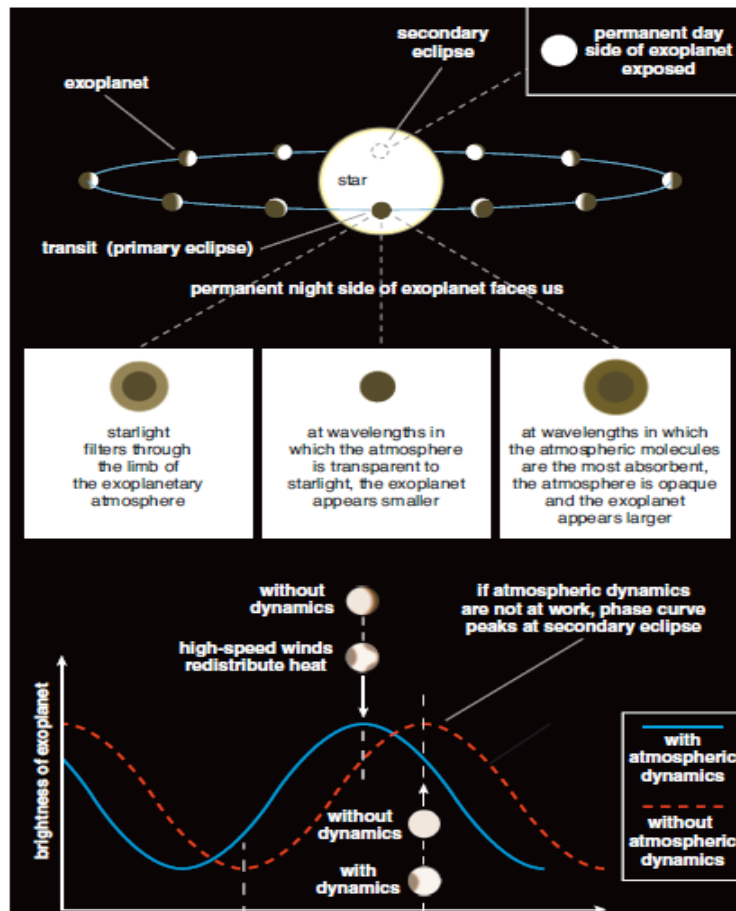 secondary
eclipse
permanent day
side of exoplanet
exposed
exoplanet
star
transit (primary eclipse)
permanent night side of exoplanet faces us
starlight
filters through
the limb of
the exoplanetary
atmosphere
at wavelengths in
which the atmosphere
is transparent to
starlight, the exoplanet
appears smaller
at wavelengths in which
the atmospheric molecules
are the most absorbent,
the atmosphere is opaque
and the exoplanet
appears larger
without
dynamics
high-speed winds
redistribute heat
if atmospheric dynamics
are not at work, phase curve
peaks at secondary eclipse
brightness of exoplanet
with
atmospheric
dynamics
without
atmospheric
dynamics
without
dynamics
with
dynamics